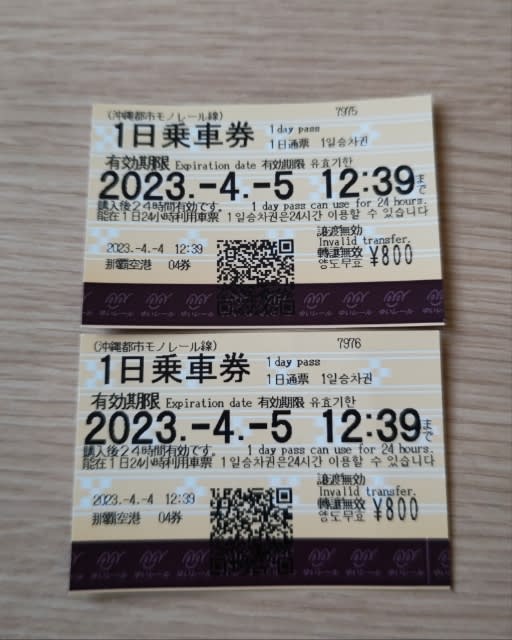 (沖縄都市モノレール線) 7975
1日乗車券 1day pass
1日通票 1일승차권
有効期限 Expiration date 有効期限 유효기한
2023.-4.-5 12:39まで
購入後24時間有効です。 1day pass can use for 24 hours.
能在1日24小時利用車票 1일승차권은24시간 이용할 수 있습니다
譲渡無効
Invalid transfer.
2023.-4.-4 12:39 轉讓無效 ¥800
那覇空港 04券 양도무효
(沖縄都市モノレール線) 7976
1日乗車券 1day pass
1日通票 1일승차권
有効期限 Expiration date 有効期限 유효기한
2023.-4.-5 12:39まで
購入後24時間有効です。 1day pass can use for 24 hours.
能在1日24小時利用車票 1일승차권은24시간 이용할 수 있습니다
譲渡無効
Invalid transfer.
2023.-4.-4 12:39 轉讓無效 ¥800
那覇空港 04券 양도무효